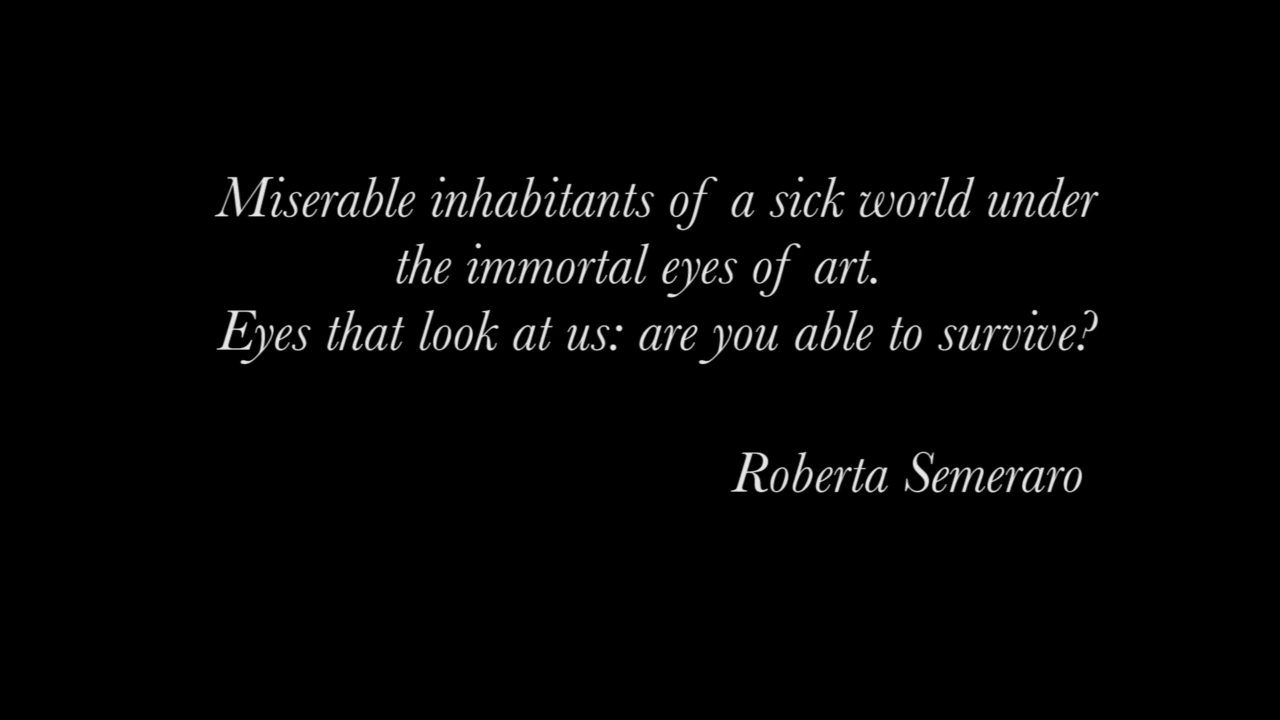 Miserable inhabitants of a sick world under
the immortal eyes of art.
Eyes that look at us: are you able to survive?
Roberta Semeraro